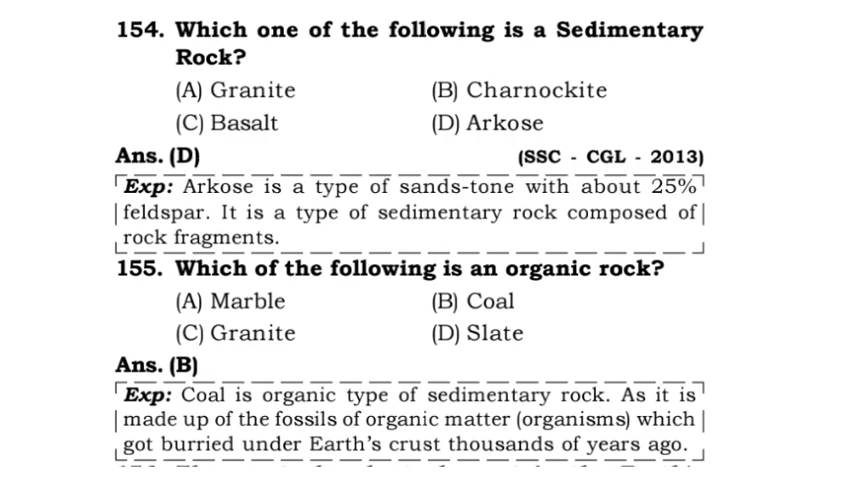 154. Which one of the following is a Sedimentary
Rock?
(A) Granite (B) Charnockite
(C) Basalt (D) Arkose
Ans. (D) (SSC - CGL - 2013)
Exp: Arkose is a type of sands-tone with about 25%
feldspar. It is a type of sedimentary rock composed of
rock fragments.
155. Which of the following is an organic rock?
(A) Marble (B) Coal
(C) Granite (D) Slate
Ans. (B)
Exp: Coal is organic type of sedimentary rock. As it is
made up of the fossils of organic matter (organisms) which
got burried under Earth's crust thousands of years ago.